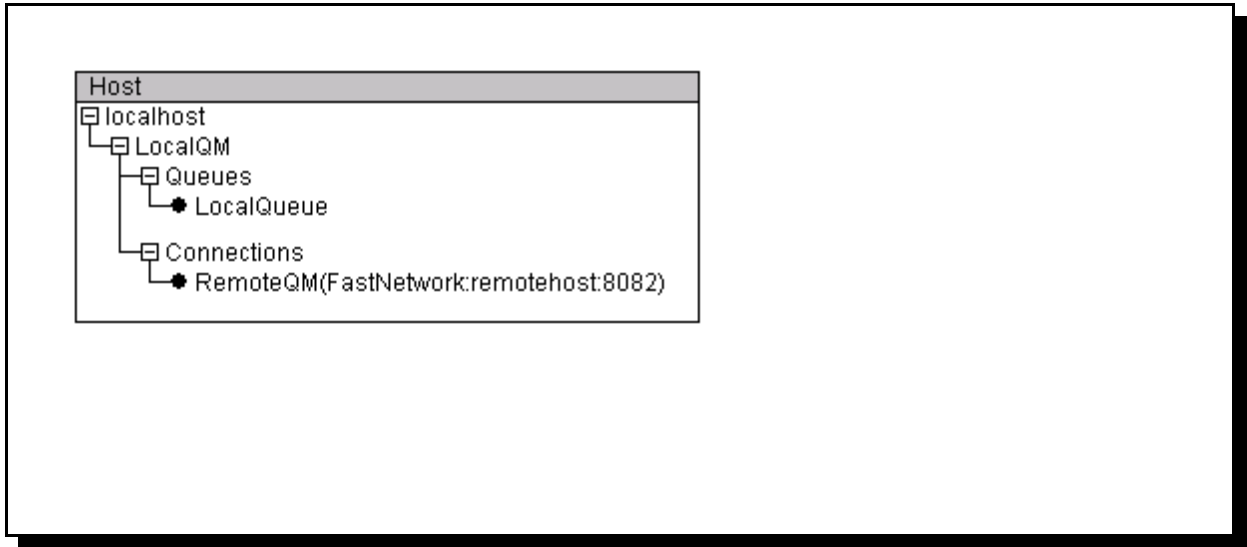 Host
localhost
LocalQM
Queues
LocalQueue
Connections
RemoteQM(FastNetwork:remotehost:8082)